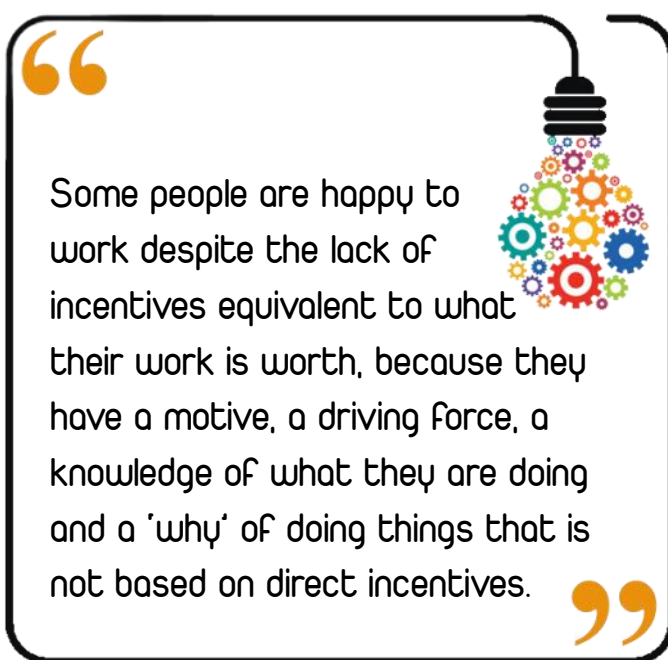 “
Some people are happy to
work despite the lack of
incentives equivalent to what
their work is worth, because they
have a motive, a driving force, a
knowledge of what they are doing
and a ‘why‘ of doing things that is
not based on direct incentives.
”